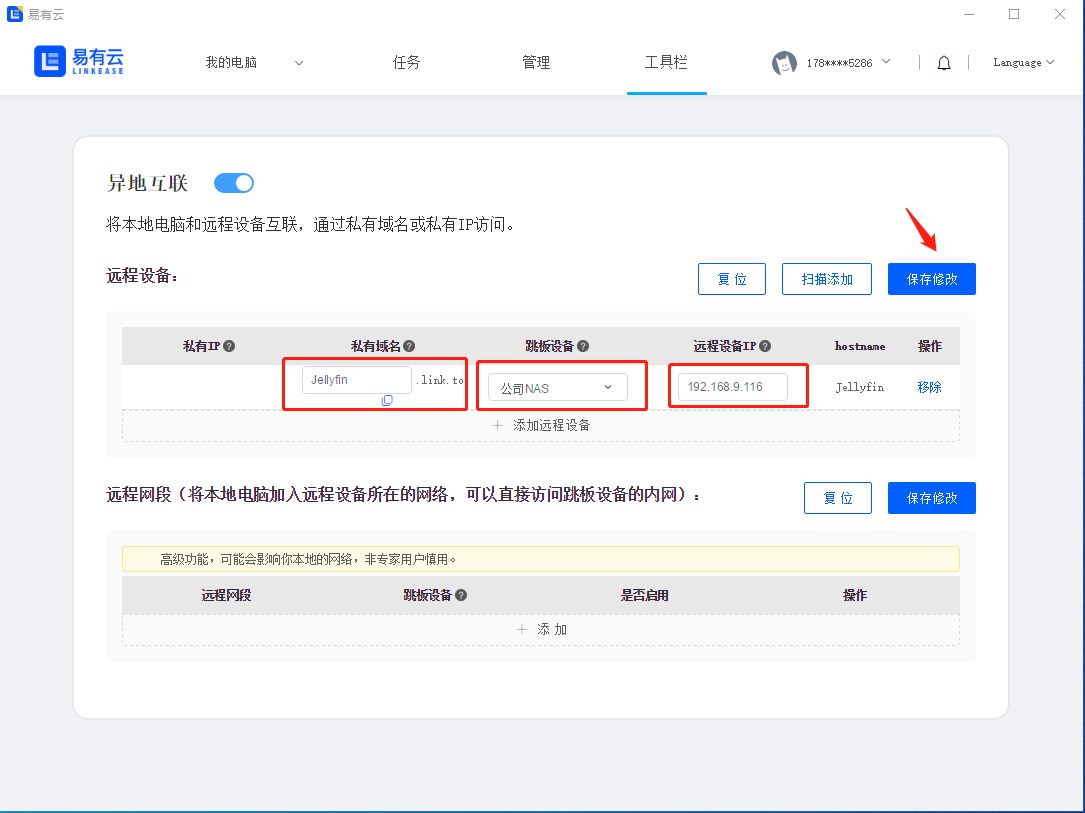 易有云
易有云
LINKEASE
我的电脑
任务
管理
工具栏
178****5286
Language
异地互联
将本地电脑和远程设备互联，通过私有域名或私有IP访问。
远程设备：
复 位
扫描添加
保存修改
私有IP
私有域名
跳板设备
远程设备IP
hostname
操作
Jellyfin
.link.to
公司NAS
192.168.9.116
Jellyfin
移除
添加远程设备
远程网段（将本地电脑加入远程设备所在的网络，可以直接访问跳板设备的内网）：
复 位
保存修改
高级功能，可能会影响你本地的网络，非专家用户慎用。
远程网段
跳板设备
是否启用
操作
添 加